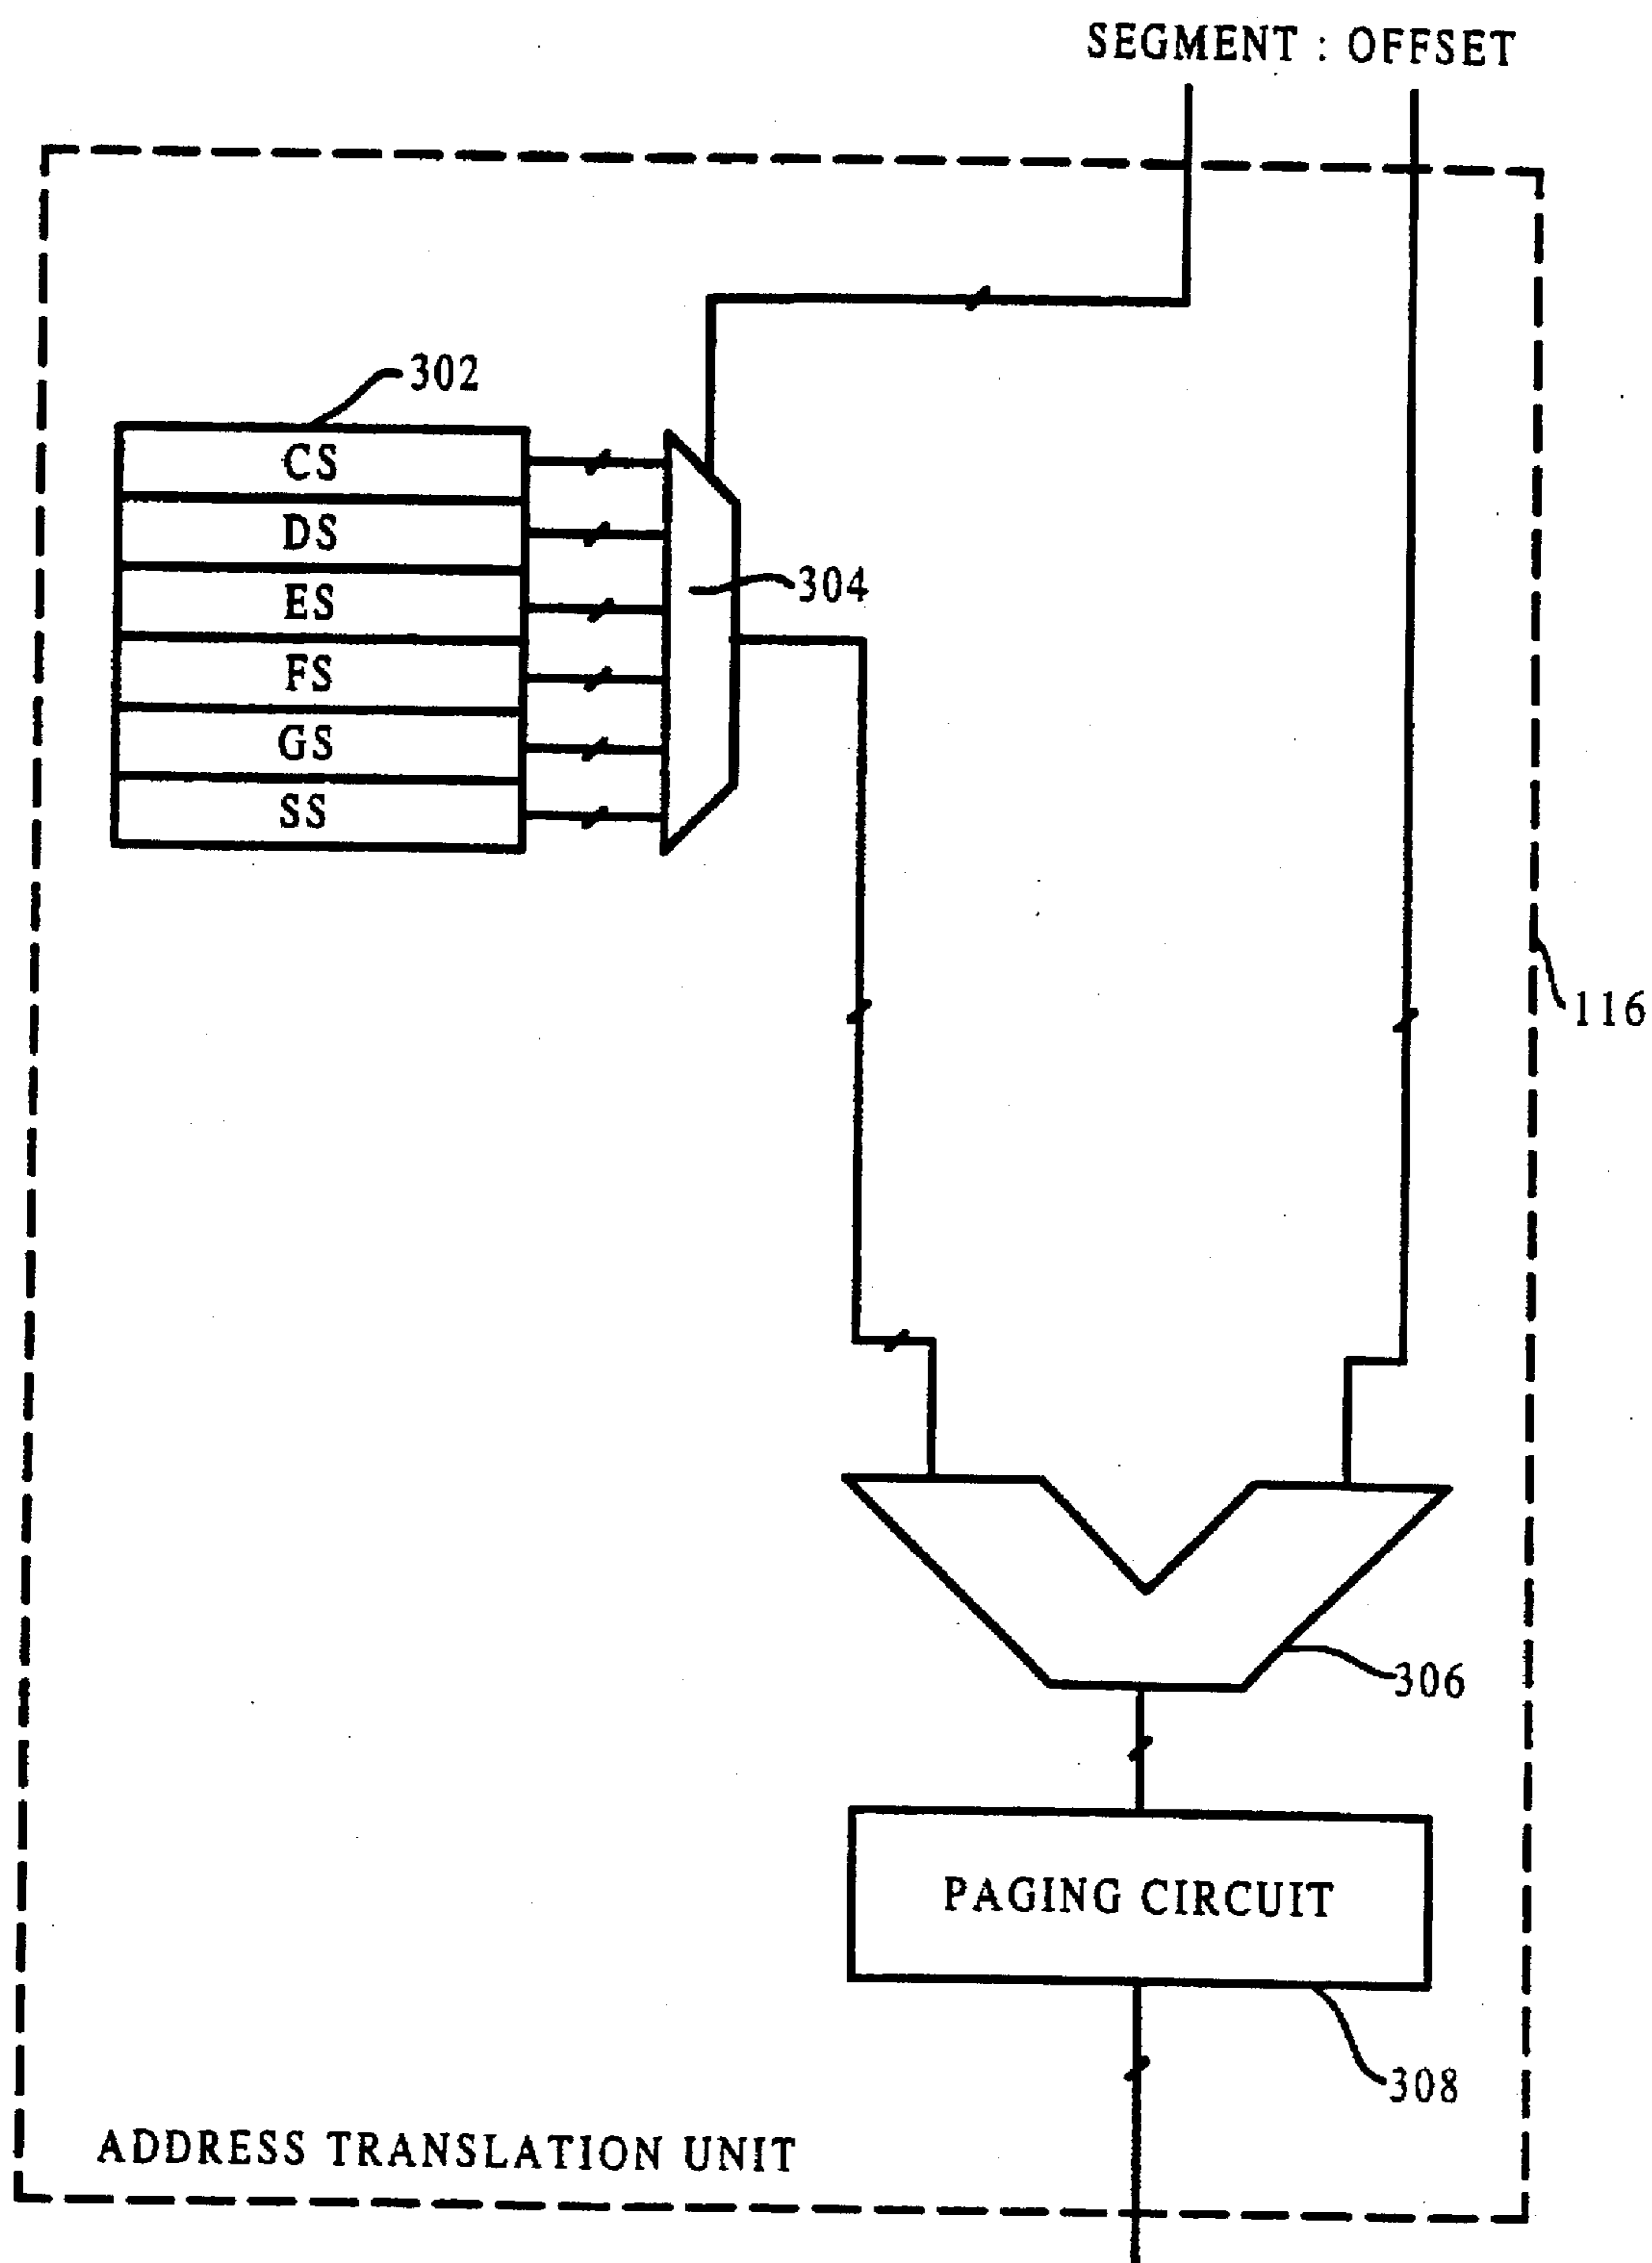 SEGMENT : OFFSET
302
CS
DS
ES
FS
GS
SS
304
116
306
PAGING CIRCUIT
308
ADDRESS TRANSLATION UNIT